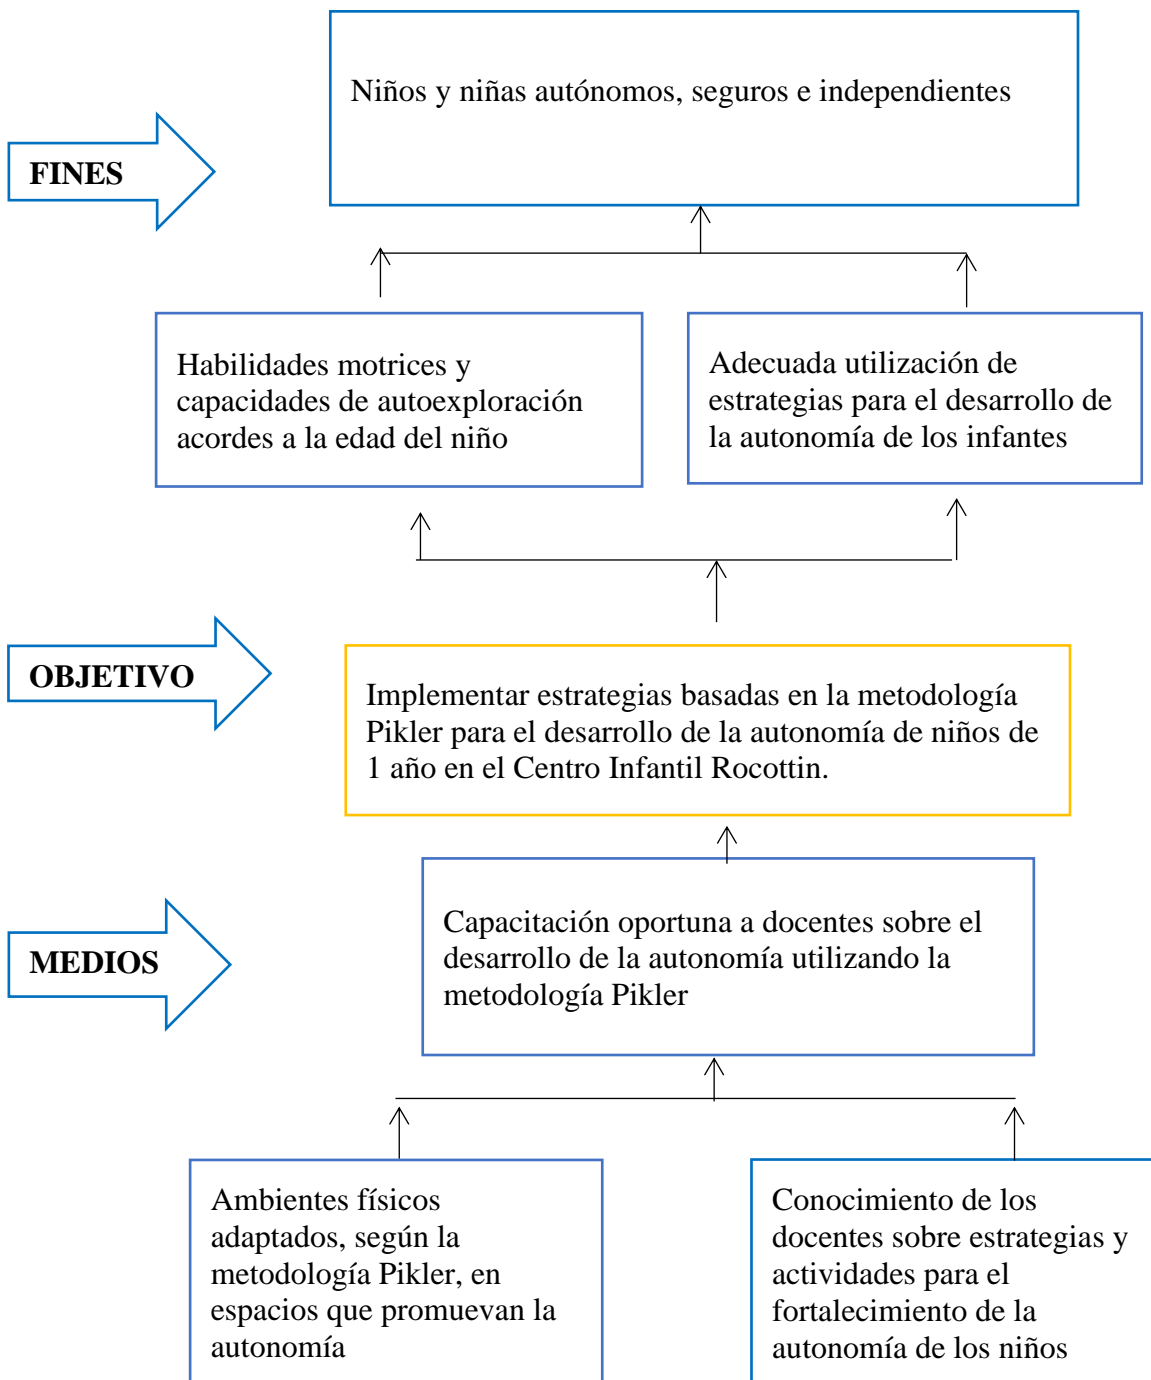 Niños y niñas autónomos, seguros e independientes
FINES
Habilidades motrices y
capacidades de autoexploración
acordes a la edad del niño
Adecuada utilización de
estrategias para el desarrollo de
la autonomía de los infantes
OBJETIVO
Implementar estrategias basadas en la metodología
Pikler para el desarrollo de la autonomía de niños de
1 año en el Centro Infantil Rocottin.
MEDIOS
Capacitación oportuna a docentes sobre el
desarrollo de la autonomía utilizando la
metodología Pikler
Ambientes físicos
adaptados, según la
metodología Pikler, en
espacios que promuevan la
autonomía
Conocimiento de los
docentes sobre estrategias y
actividades para el
fortalecimiento de la
autonomía de los niños